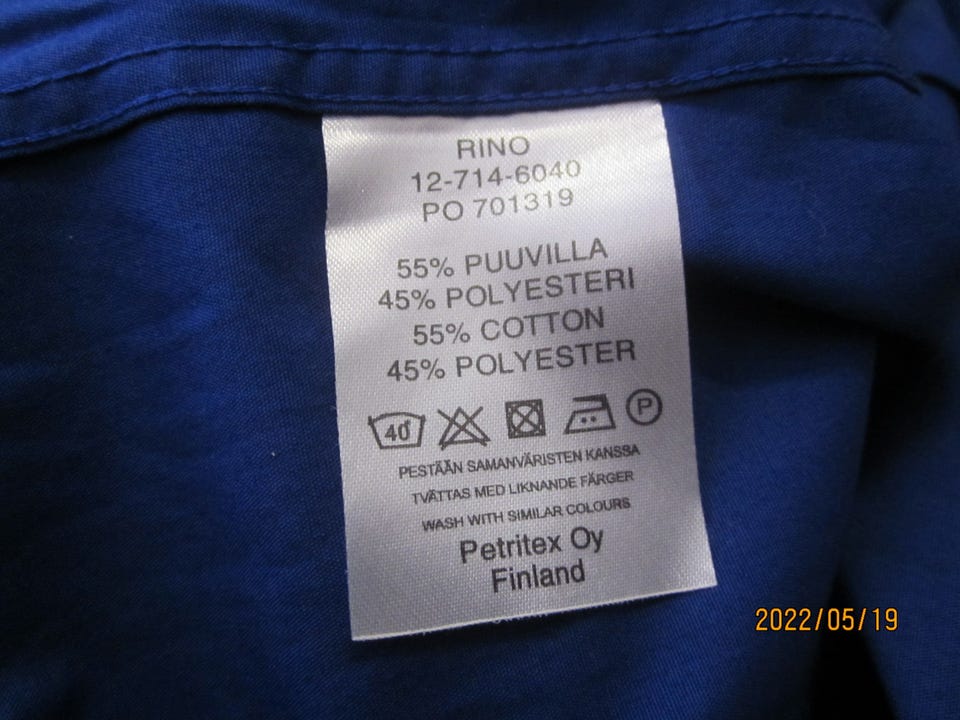 RINO
12-714-6040
PO 701319
55% PUUVILLA
45% POLYESTERI
55% COTTON
45% POLYESTER
40° P
PESTÄÄN SAMANVÄRISTEN KANSSA
TVÄTTAS MED LIKNANDE FÄRGER
WASH WITH SIMILAR COLOURS
Petritex Oy
Finland
2022/05/19